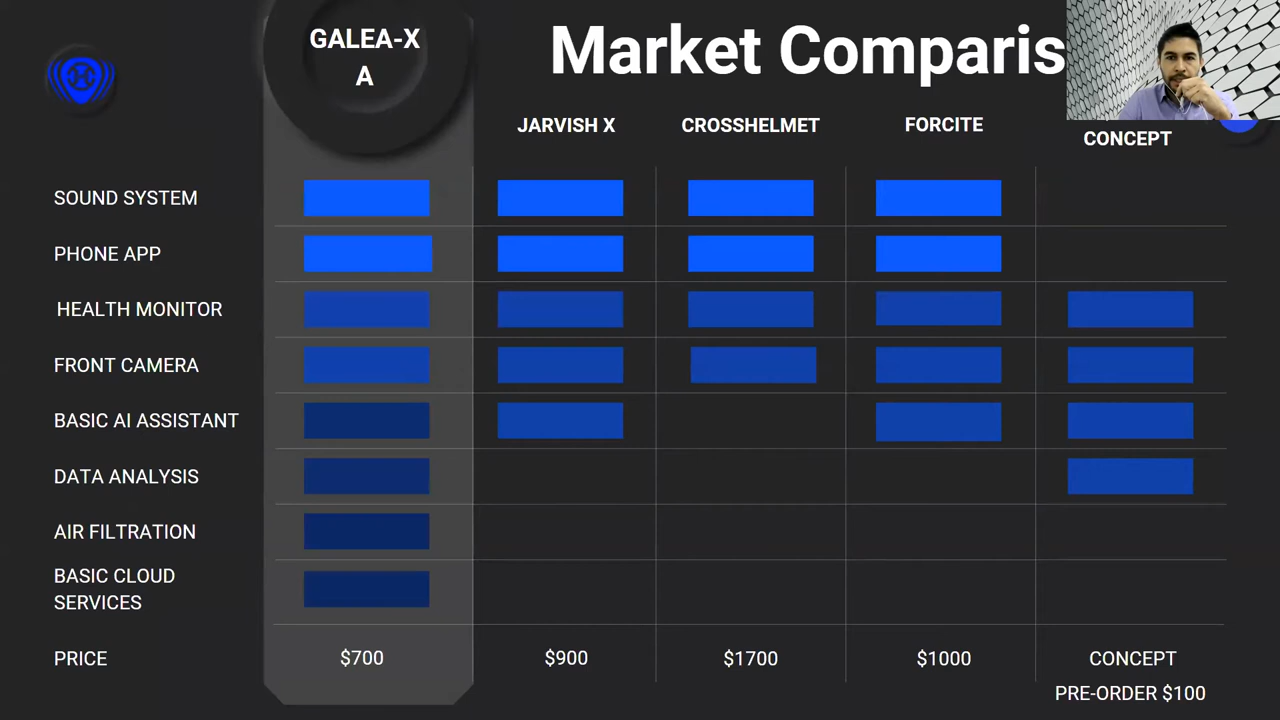 GALEA-X
A
Market Comparis
JARVISH X CROSSHELMET FORCITE CONCEPT
SOUND SYSTEM
PHONE APP
HEALTH MONITOR
FRONT CAMERA
BASIC AI ASSISTANT
DATA ANALYSIS
AIR FILTRATION
BASIC CLOUD
SERVICES
PRICE $700 $900 $1700 $1000 CONCEPT
PRE-ORDER $100